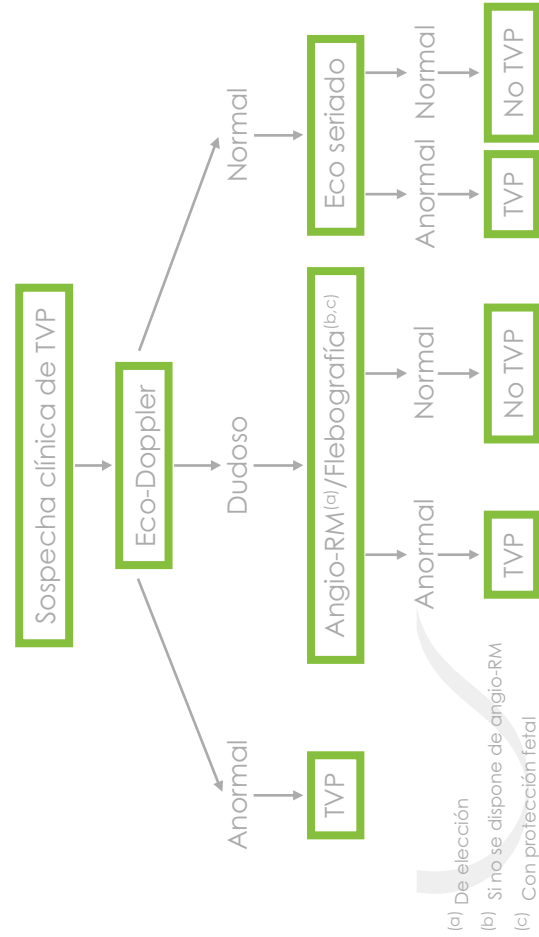 Sospecha clínica de TVP
Eco-Doppler
Anormal
Dudoso
Normal
TVP
Angio-RM(a)/Flebografía(b,c)
Eco seriado
Anormal
Normal
Anormal
Normal
TVP
No TVP
TVP
No TVP
(a) De elección
(b) Si no se dispone de angio-RM
(c) Con protección fetal